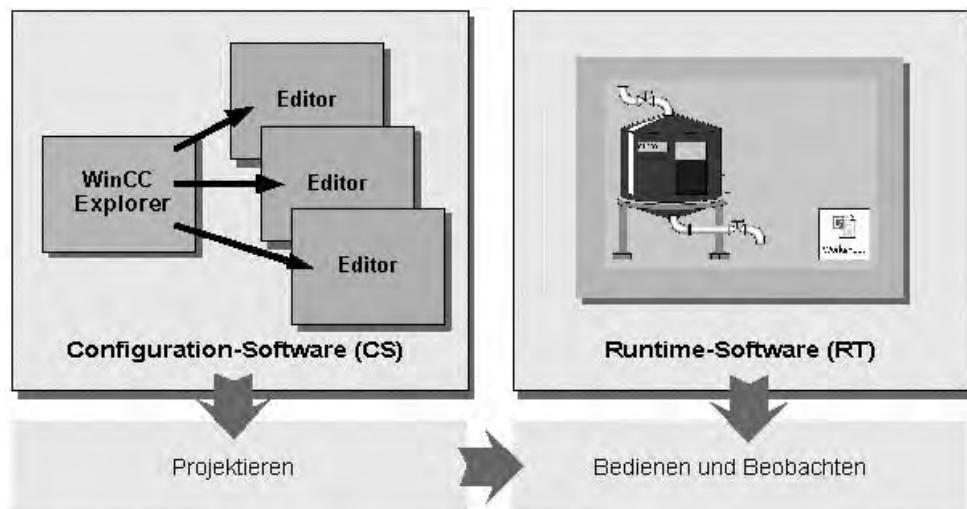 Editor
WinCC
Explorer
Editor
Editor
Configuration-Software (CS)
Runtime-Software (RT)
Projektieren
Bedienen und Beobachten